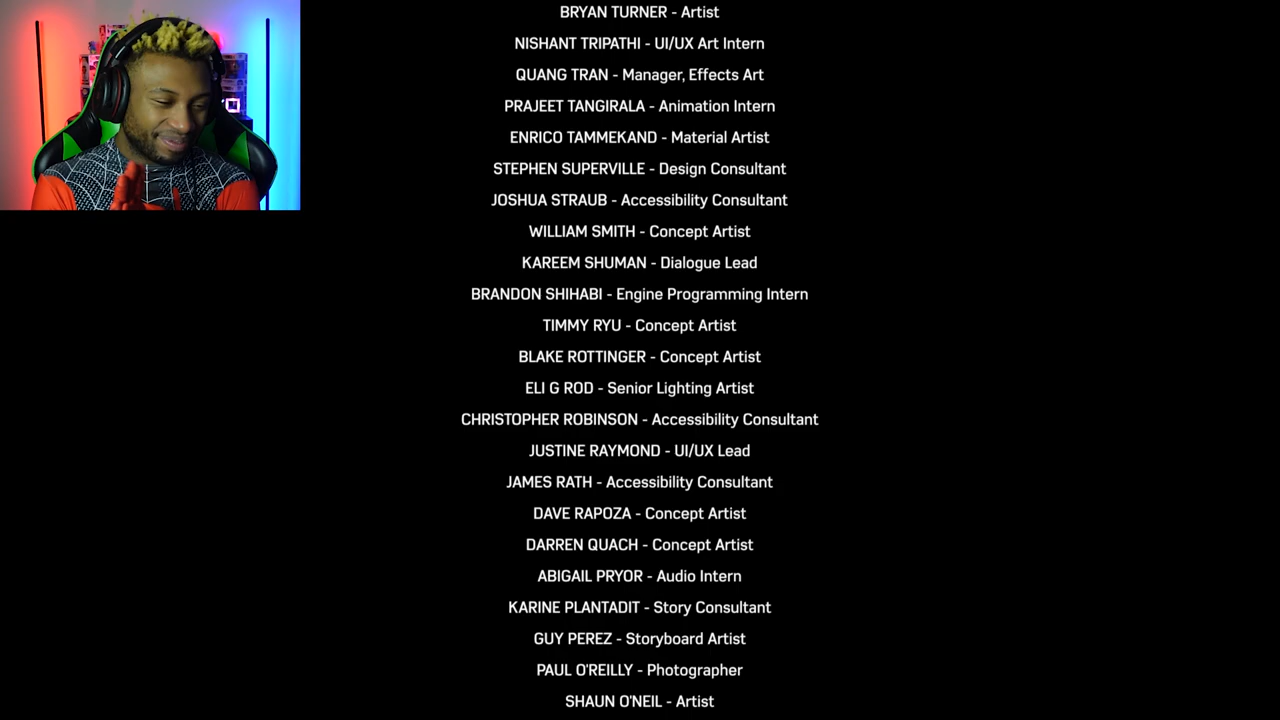 BRYAN TURNER - Artist
NISHANT TRIPATHI - UI/UX Art Intern
QUANG TRAN - Manager, Effects Art
PRAJEET TANGIRALA - Animation Intern
ENRICO TAMMEKAND - Material Artist
STEPHEN SUPERVILLE - Design Consultant
JOSHUA STRAUB - Accessibility Consultant
WILLIAM SMITH - Concept Artist
KAREEM SHUMAN - Dialogue Lead
BRANDON SHIHABI - Engine Programming Intern
TIMMY RYU - Concept Artist
BLAKE ROTTINGER - Concept Artist
ELI G ROD - Senior Lighting Artist
CHRISTOPHER ROBINSON - Accessibility Consultant
JUSTINE RAYMOND - UI/UX Lead
JAMES RATH - Accessibility Consultant
DAVE RAPOZA - Concept Artist
DARREN QUACH - Concept Artist
ABIGAIL PRYOR - Audio Intern
KARINE PLANTADIT - Story Consultant
GUY PEREZ - Storyboard Artist
PAUL O'REILLY - Photographer
SHAUN O'NEIL - Artist